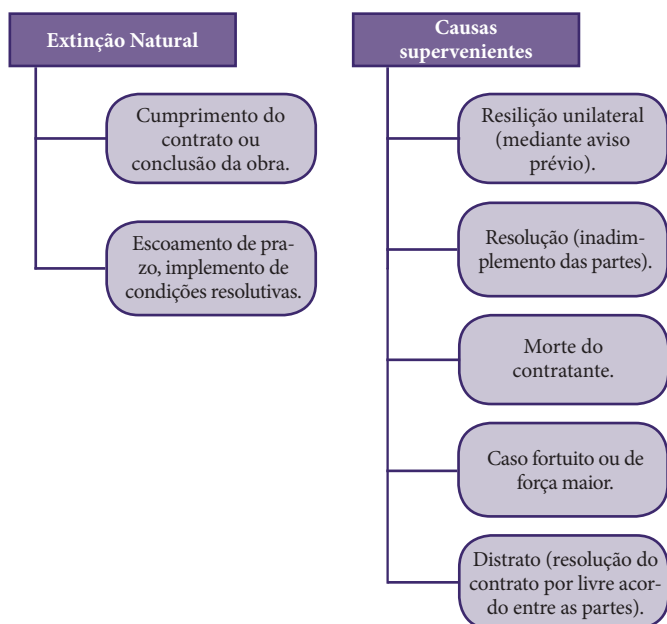 Extinção Natural
Cumprimento do
contrato ou
conclusão da obra.
Escoamento de pra-
zo, implemento de
condições resolutivas.
Causas
supervenientes
Resilição unilateral
(mediante aviso
prévio).
Resolução (inadim-
plemento das partes).
Morte do
contratante.
Caso fortuito ou de
força maior.
Distrato (resolução do
contrato por livre acor-
do entre as partes).